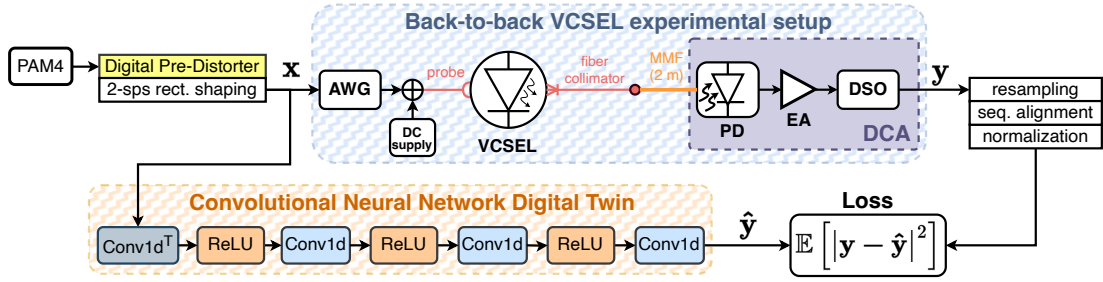 Back-to-back VCSEL experimental setup
PAM4
Digital Pre-Distorter
2-sps rect. shaping
x
AWG
DC
supply
probe
VCSEL
fiber
collimator
MMF
(2 m)
PD
EA
DSO
DCA
y
resampling
seq. alignment
normalization
Convolutional Neural Network Digital Twin
Conv1d^T
ReLU
Conv1d
ReLU
Conv1d
ReLU
Conv1d
ŷ
Loss
𝔼[|y − ŷ|²]